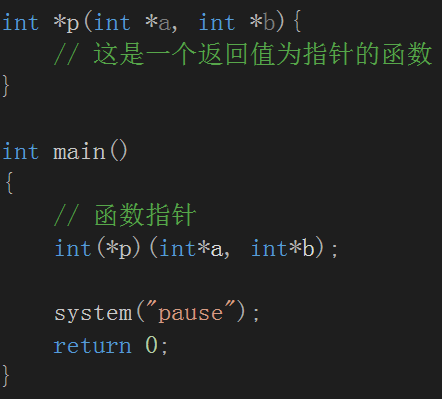 int *p(int *a, int *b){
    // 这是一个返回值为指针的函数
}

int main()
{
    // 函数指针
    int(*p)(int*a, int*b);

    system("pause");
    return 0;
}